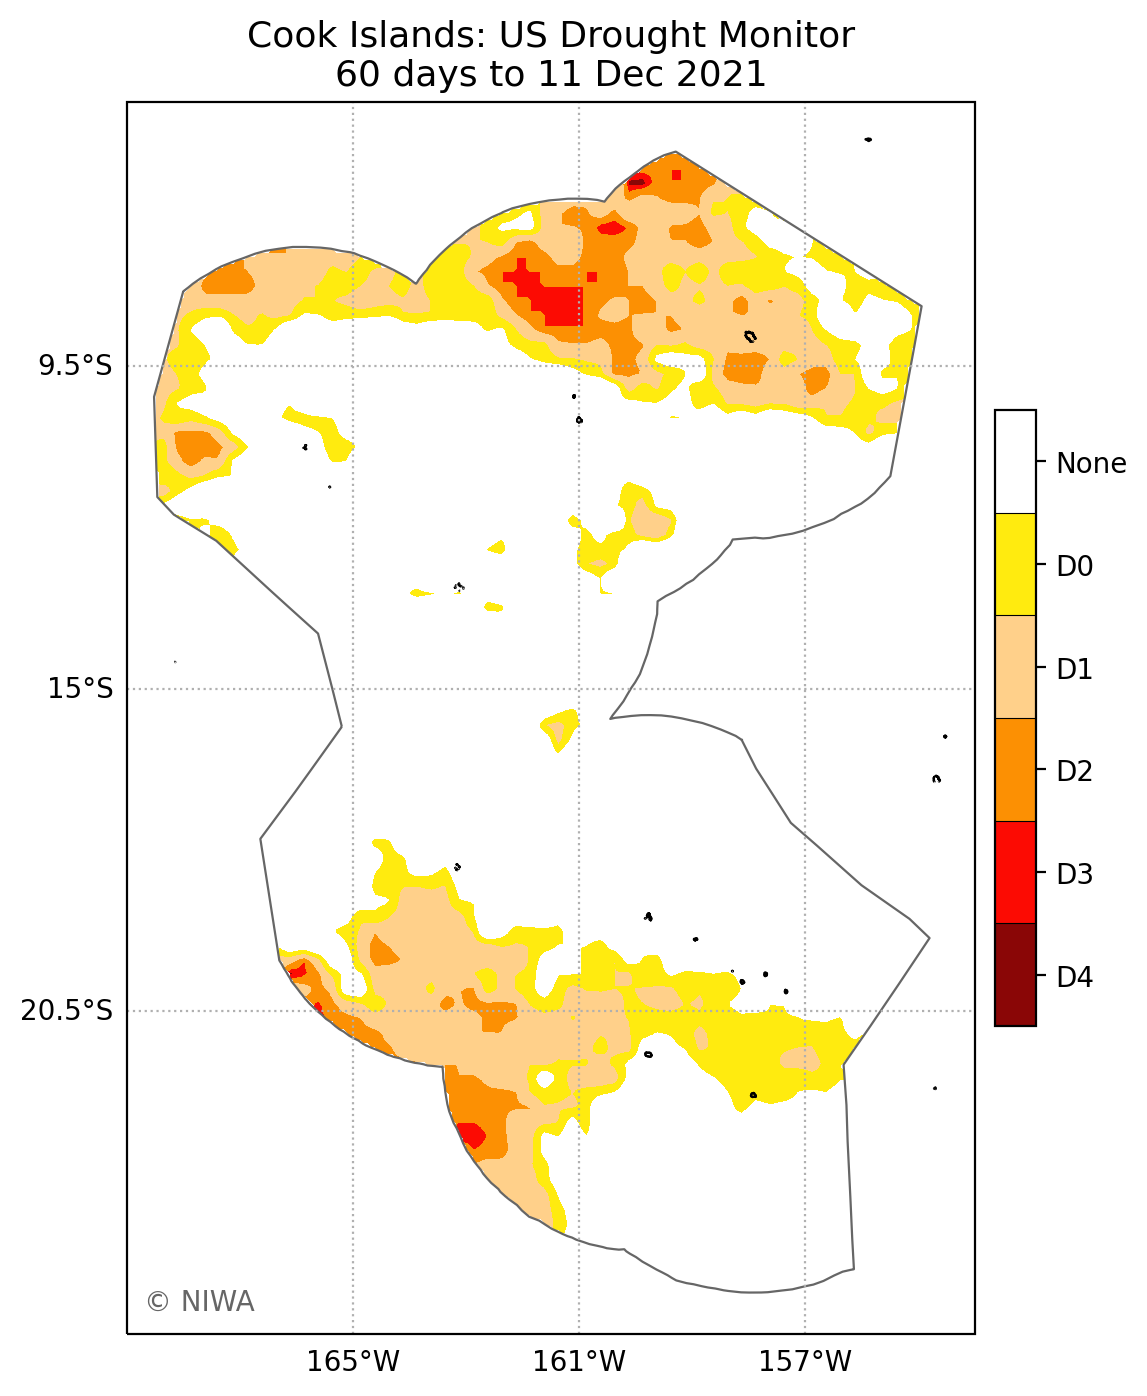 Cook Islands: US Drought Monitor
60 days to 11 Dec 2021
9.5°S
15°S
20.5°S
165°W
161°W
157°W
None
D0
D1
D2
D3
D4
© NIWA